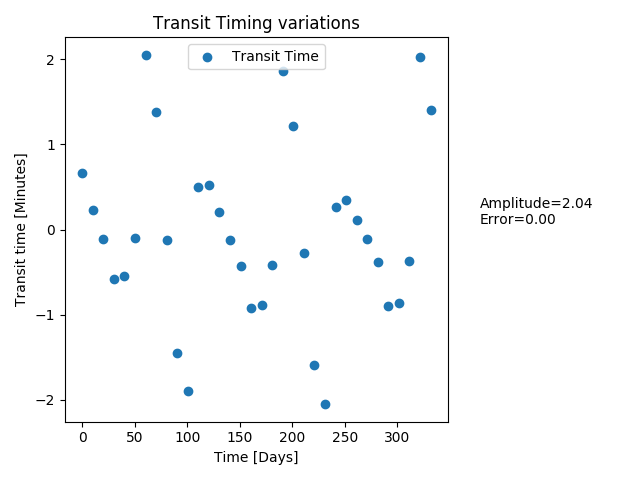 Transit Timing variations
Transit Time
Transit time [Minutes]
2
1
0
−1
−2
0 50 100 150 200 250 300
Time [Days]
Amplitude=2.04
Error=0.00